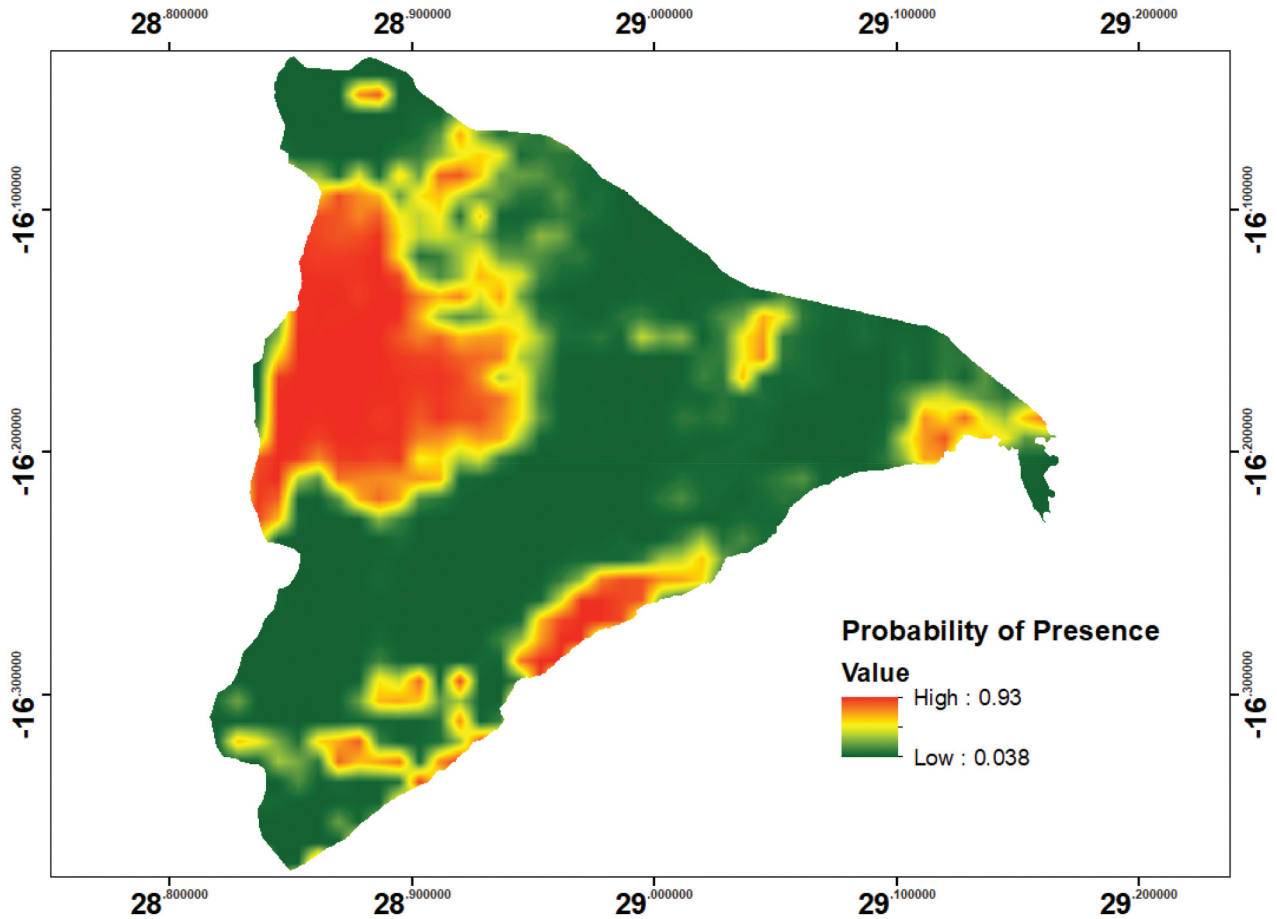 28.800000 28.900000 29.000000 29.100000 29.200000
-16.100000 -16.100000
-16.200000 -16.200000
-16.300000 -16.300000
Probability of Presence
Value
High : 0.93
Low : 0.038
28.800000 28.900000 29.000000 29.100000 29.200000